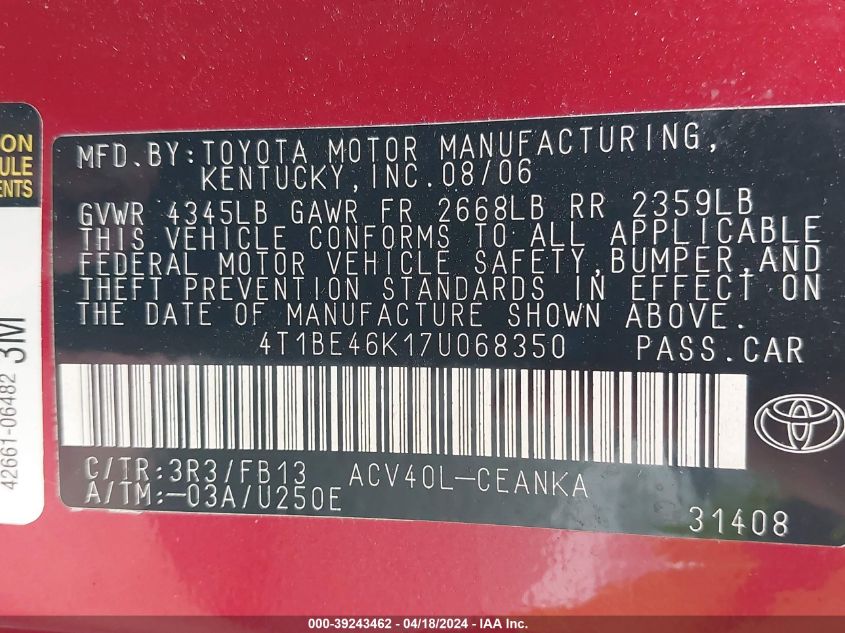 MFD.BY:TOYOTA MOTOR MANUFACTURING,
KENTUCKY,INC.08/06
GVWR 4345LB GAWR FR 2668LB RR 2359LB
THIS VEHICLE CONFORMS TO ALL APPLICABLE
FEDERAL MOTOR VEHICLE SAFETY,BUMPER,AND
THEFT PREVENTION STANDARDS IN EFFECT ON
THE DATE OF MANUFACTURE SHOWN ABOVE.
4T1BE46K17U068350 PASS.CAR
C/TR:3R3/FB13 ACV40L-CEANKA
A/TM:-03A/U250E
31408
ION
ULE
ENTS
42661-06482 3M
000-39243462 - 04/18/2024 - IAA Inc.